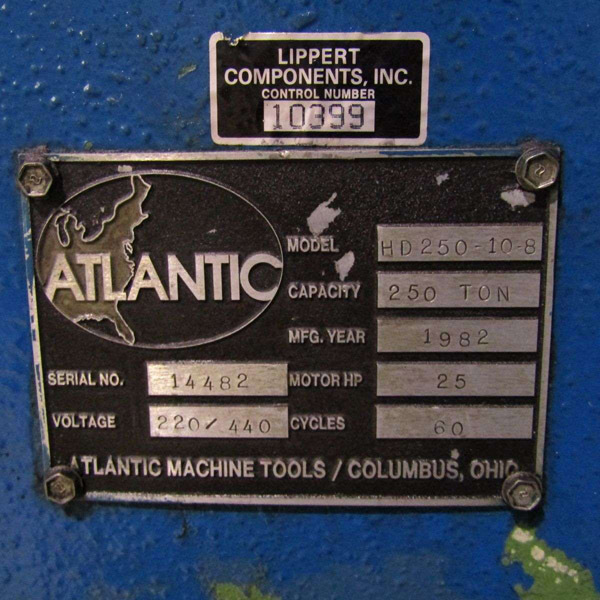 LIPPERT
COMPONENTS, INC.
CONTROL NUMBER
10399
ATLANTIC
MODEL HD250-10-8
CAPACITY 250 TON
MFG. YEAR 1982
SERIAL NO. 14482 MOTOR HP 25
VOLTAGE 220/440 CYCLES 60
ATLANTIC MACHINE TOOLS / COLUMBUS, OHIO